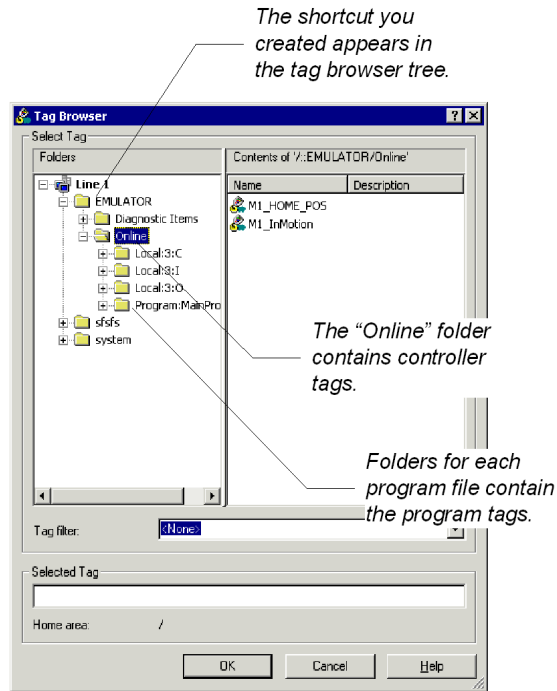 The shortcut you
created appears in
the tag browser tree.
Tag Browser
Select Tag
Folders
Contents of '/::EMULATOR/Online'
Line 1
EMULATOR
Diagnostic Items
Online
Local:3:C
Local:3:I
Local:3:O
Program:MainPro
sfsfs
system
Name Description
M1_HOME_POS
M1_InMotion
The “Online” folder
contains controller
tags.
Folders for each
program file contain
the program tags.
Tag filter: <None>
Selected Tag
Home area: /
OK Cancel Help